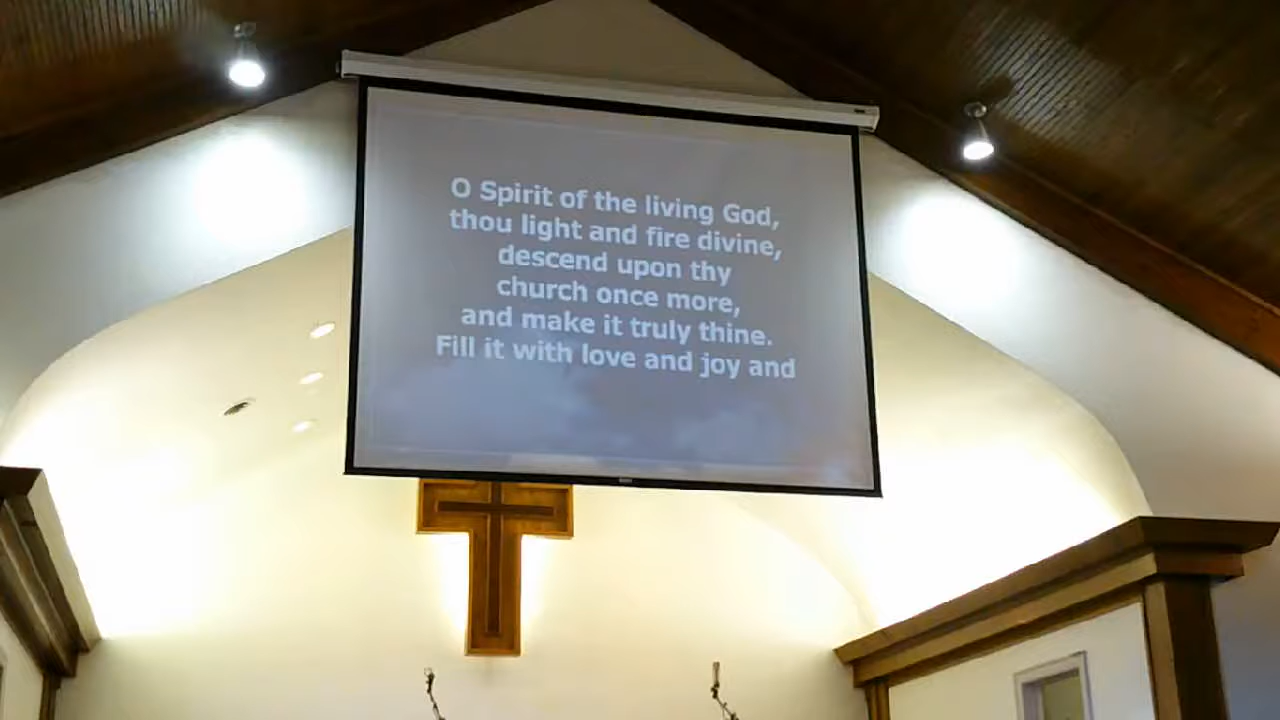 O Spirit of the living God,
thou light and fire divine,
descend upon thy
church once more,
and make it truly thine.
Fill it with love and joy and